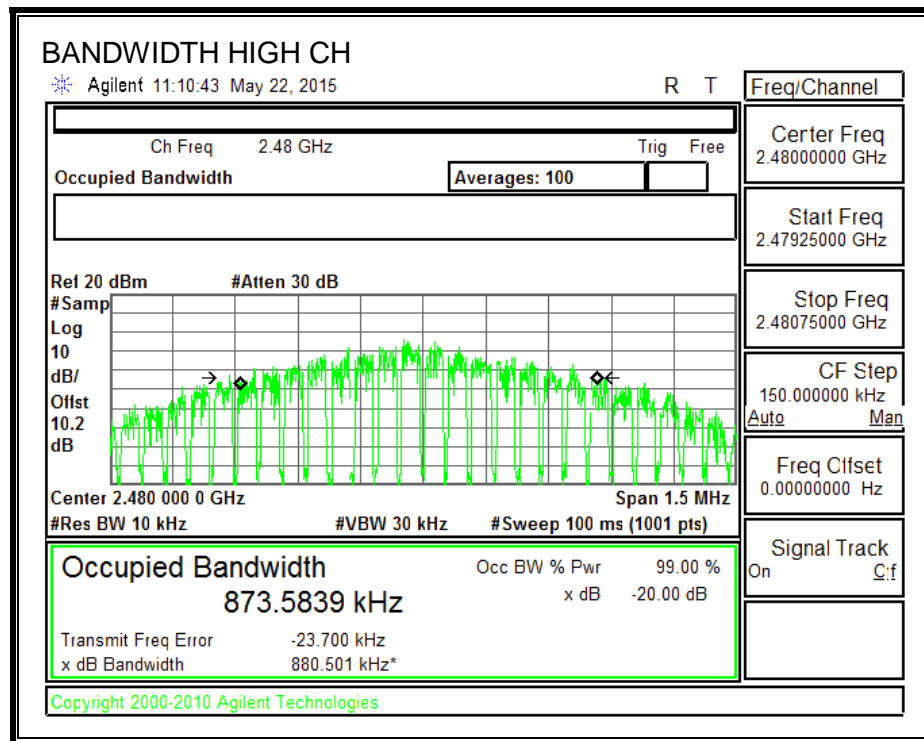 BANDWIDTH HIGH CH
Agilent 11:10:43 May 22, 2015 R T
Freq/Channel
Ch Freq 2.48 GHz Trig Free
Occupied Bandwidth Averages: 100
Center Freq
2.48000000 GHz
Start Freq
2.47925000 GHz
Stop Freq
2.48075000 GHz
CF Step
150.000000 kHz
Auto Man
Freq Offset
0.00000000 Hz
Signal Track
On Off
Ref 20 dBm #Atten 30 dB
#Samp
Log
10
dB/
Offst
10.2
dB
Center 2.480 000 0 GHz Span 1.5 MHz
#Res BW 10 kHz #VBW 30 kHz #Sweep 100 ms (1001 pts)
Occupied Bandwidth
873.5839 kHz
Occ BW % Pwr 99.00 %
x dB -20.00 dB
Transmit Freq Error -23.700 kHz
x dB Bandwidth 880.501 kHz*
Copyright 2000-2010 Agilent Technologies